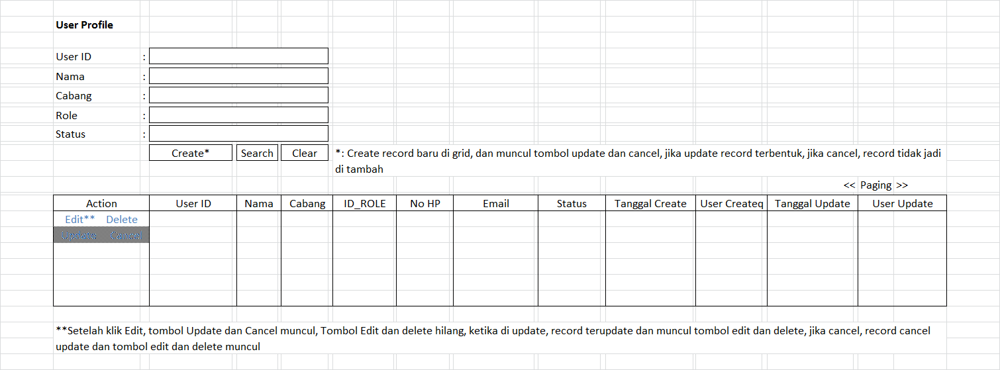 User Profile
User ID :
Nama :
Cabang :
Role :
Status :
Create* Search Clear *: Create record baru di grid, dan muncul tombol update dan cancel, jika update record terbentuk, jika cancel, record tidak jadi
di tambah
<< Paging >>
Action User ID Nama Cabang ID_ROLE No HP Email Status Tanggal Create User Createq Tanggal Update User Update
Edit** Delete
**Setelah klik Edit, tombol Update dan Cancel muncul, Tombol Edit dan delete hilang, ketika di update, record terupdate dan muncul tombol edit dan delete, jika cancel, record cancel
update dan tombol edit dan delete muncul